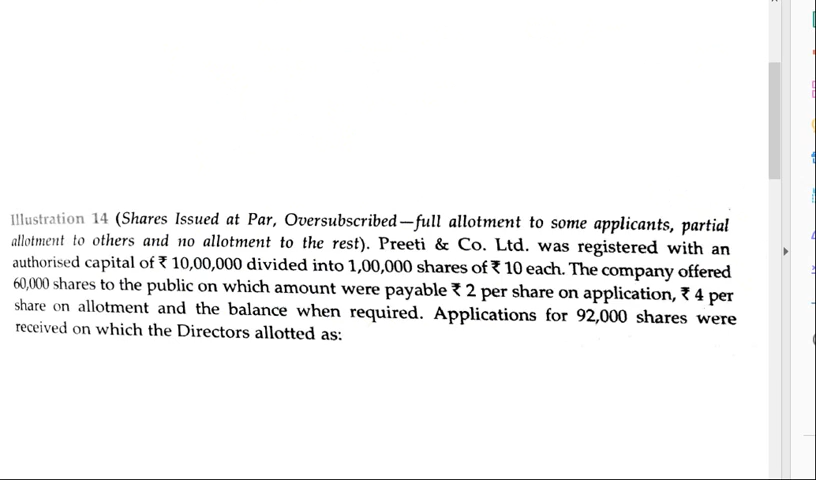 Illustration 14 (Shares Issued at Par, Oversubscribed—full allotment to some applicants, partial
allotment to others and no allotment to the rest). Preeti & Co. Ltd. was registered with an
authorised capital of ₹ 10,00,000 divided into 1,00,000 shares of ₹ 10 each. The company offered
60,000 shares to the public on which amount were payable ₹ 2 per share on application, ₹ 4 per
share on allotment and the balance when required. Applications for 92,000 shares were
received on which the Directors allotted as: